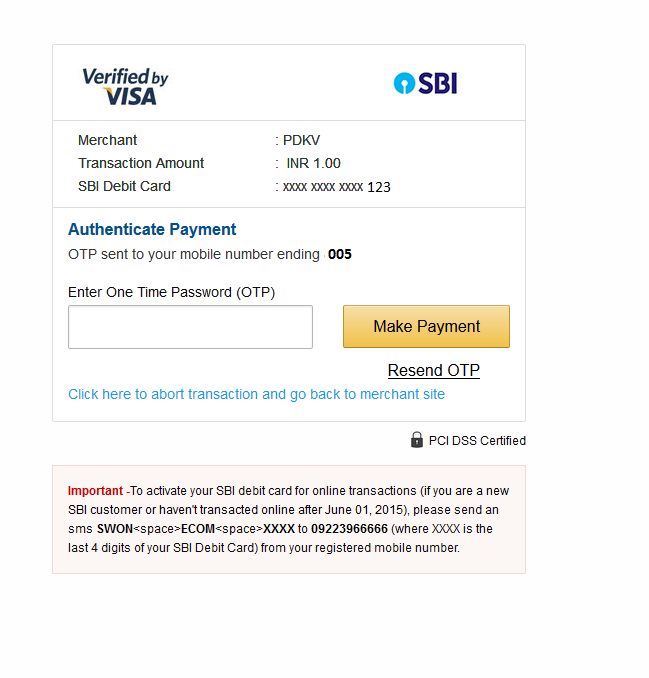 Verified by
VISA
SBI
Merchant : PDKV
Transaction Amount : INR 1.00
SBI Debit Card : xxxx xxxx xxxx 123
Authenticate Payment
OTP sent to your mobile number ending 005
Enter One Time Password (OTP)
Make Payment
Resend OTP
Click here to abort transaction and go back to merchant site
PCI DSS Certified
Important -To activate your SBI debit card for online transactions (if you are a new
SBI customer or haven't transacted online after June 01, 2015), please send an
sms SWON<space>ECOM<space>XXXX to 09223966666 (where XXXX is the
last 4 digits of your SBI Debit Card) from your registered mobile number.